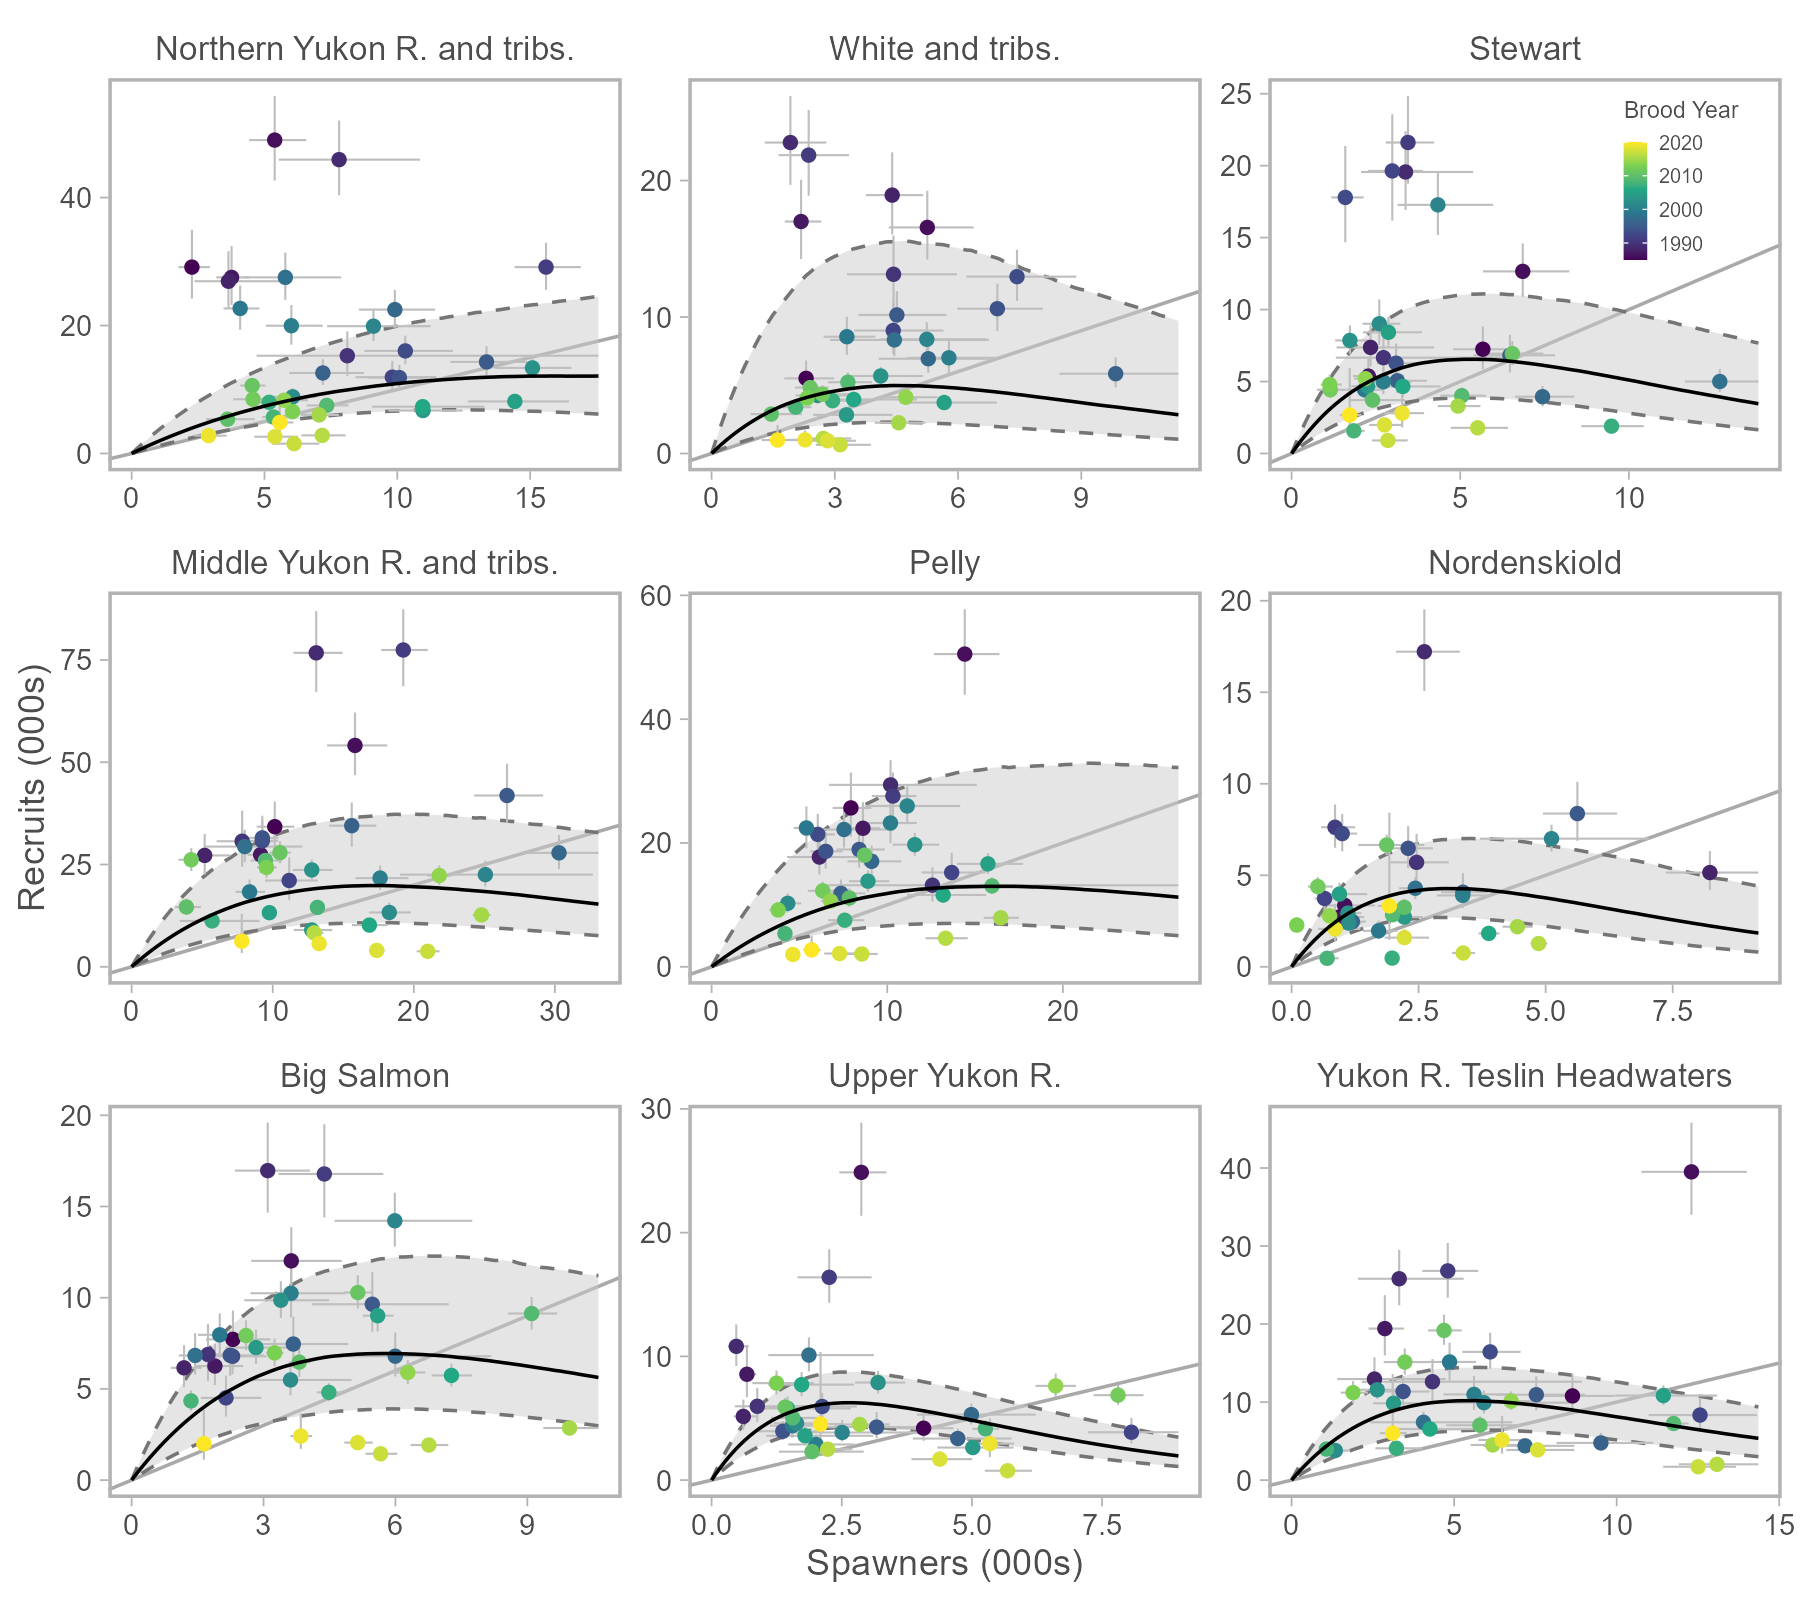 Northern Yukon R. and tribs.
White and tribs.
Stewart
40
20
0
0 5 10 15
20
10
0
0 3 6 9
25
20
15
10
5
0
0 5 10
Brood Year
2020
2010
2000
1990
Middle Yukon R. and tribs.
Pelly
Nordenskiold
75
50
25
0
0 10 20 30
60
40
20
0
0 10 20
20
15
10
5
0
0.0 2.5 5.0 7.5
Recruits (000s)
Big Salmon
Upper Yukon R.
Yukon R. Teslin Headwaters
20
15
10
5
0
0 3 6 9
30
20
10
0
0.0 2.5 5.0 7.5
40
30
20
10
0
0 5 10 15
Spawners (000s)